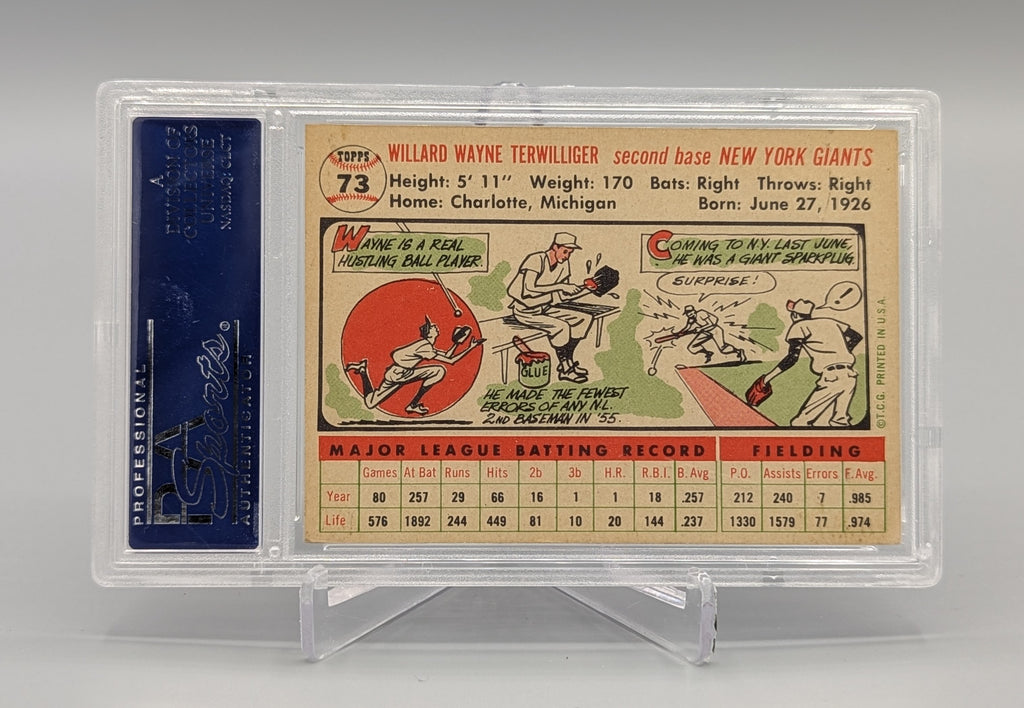 A
DIVISION OF
COLLECTORS
UNIVERSE
NASDAQ: CLCT
PROFESSIONAL
PSA
Sports®
AUTHENTICATOR
TOPPS
73
WILLARD WAYNE TERWILLIGER second base NEW YORK GIANTS
Height: 5' 11" Weight: 170 Bats: Right Throws: Right
Home: Charlotte, Michigan Born: June 27, 1926
WAYNE IS A REAL
HUSTLING BALL PLAYER.
GLUE
HE MADE THE FEWEST
ERRORS OF ANY N.L.
2ND BASEMAN IN '55.
COMING TO N.Y. LAST JUNE,
HE WAS A GIANT SPARKPLUG
SURPRISE!
!
©T.C.G. PRINTED IN U.S.A.
MAJOR LEAGUE BATTING RECORD FIELDING
Games At Bat Runs Hits 2b 3b H.R. R.B.I. B. Avg P.O. Assists Errors F. Avg.
Year 80 257 29 66 16 1 1 18 .257 212 240 7 .985
Life 576 1892 244 449 81 10 20 144 .237 1330 1579 77 .974